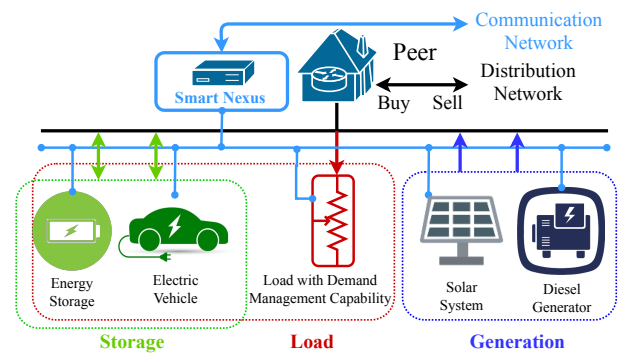 Communication
Network
Peer
Distribution
Network
Smart Nexus
Buy
Sell
Energy
Storage
Electric
Vehicle
Load with Demand
Management Capability
Solar
System
Diesel
Generator
Storage
Load
Generation